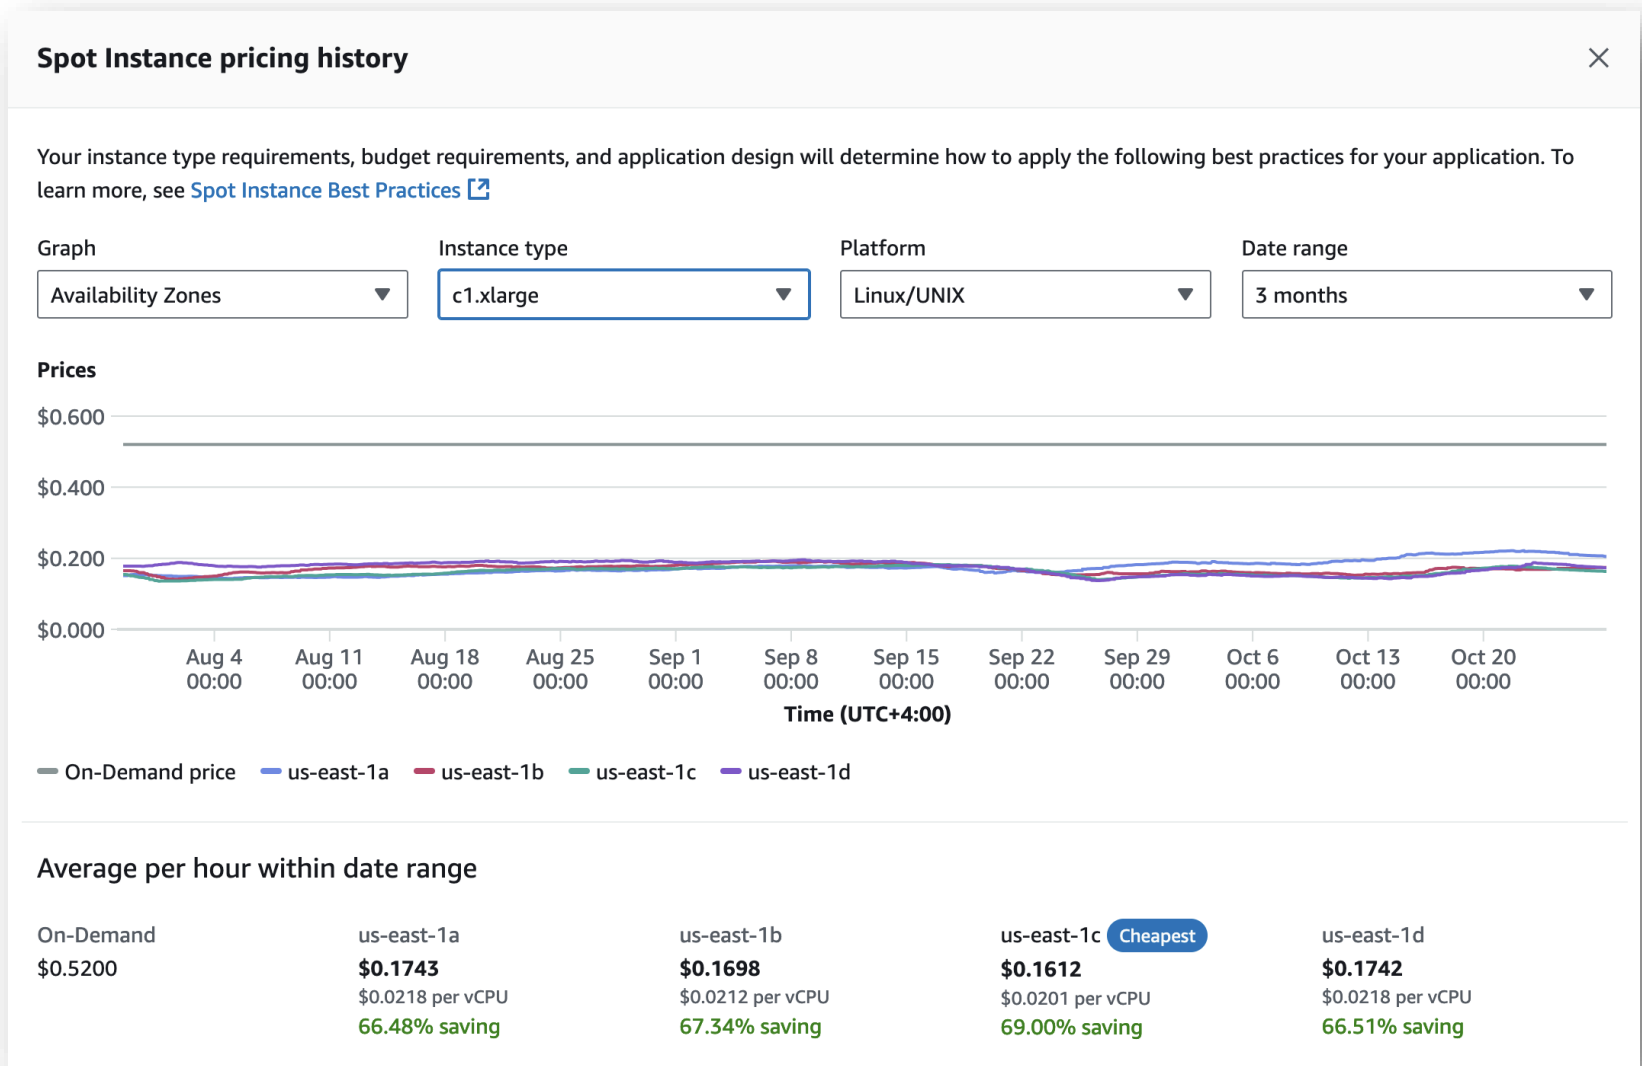 Spot Instance pricing history
Your instance type requirements, budget requirements, and application design will determine how to apply the following best practices for your application. To
learn more, see Spot Instance Best Practices
Graph
Instance type
Platform
Date range
Availability Zones
c1.xlarge
Linux/UNIX
3 months
Prices
$0.600
$0.400
$0.200
$0.000
Aug 4 00:00
Aug 11 00:00
Aug 18 00:00
Aug 25 00:00
Sep 1 00:00
Sep 8 00:00
Sep 15 00:00
Sep 22 00:00
Sep 29 00:00
Oct 6 00:00
Oct 13 00:00
Oct 20 00:00
Time (UTC+4:00)
On-Demand price
us-east-1a
us-east-1b
us-east-1c
us-east-1d
Average per hour within date range
On-Demand
$0.5200
us-east-1a
$0.1743
$0.0218 per vCPU
66.48% saving
us-east-1b
$0.1698
$0.0212 per vCPU
67.34% saving
us-east-1c Cheapest
$0.1612
$0.0201 per vCPU
69.00% saving
us-east-1d
$0.1742
$0.0218 per vCPU
66.51% saving